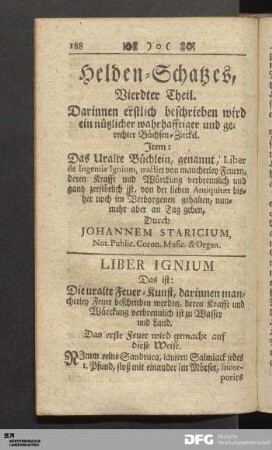 188 ❀ )o( ❀
Helden-Schatzes,
Vierdter Theil.
Darinnen erstlich beschrieben wird
ein nützlicher wahrhafftiger und ge-
rechter Büchsen-Zirckel.
Item:
Das Uralte Büchlein, genannt, Liber
de Ingeniis Ignium, welches von mancherley Feuern,
deren Krafft und Würckung verbrennlich und
gantz zerstörlich ist, von der lieben Antiquitet bis-
her noch im Verborgenen gehalten, nun-
mehr aber an Tag geben,
Durch
JOHANNEM STARICIUM,
Not. Public. Coron. Music. & Organ.
LIBER IGNIUM
Das ist:
Die uralte Feuer-Kunst, darinnen man-
cherley Feuer beschrieben werden, deren Krafft und
Würckung verbrennlich ist zu Wasser
und Land.
Das erste Feuer wird gemacht auf
diese Weise.
NImm reine Sandraca, lautern Salmiack jedes
1. Pfund, stoß mit einander im Mörser, incor-
porirs
DFG
Deutsche
Forschungsgemeinschaft